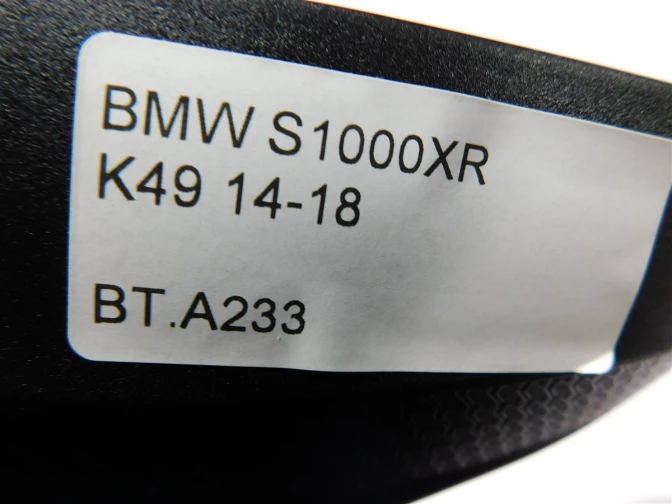 BMW S1000XR
K49 14-18
BT.A233